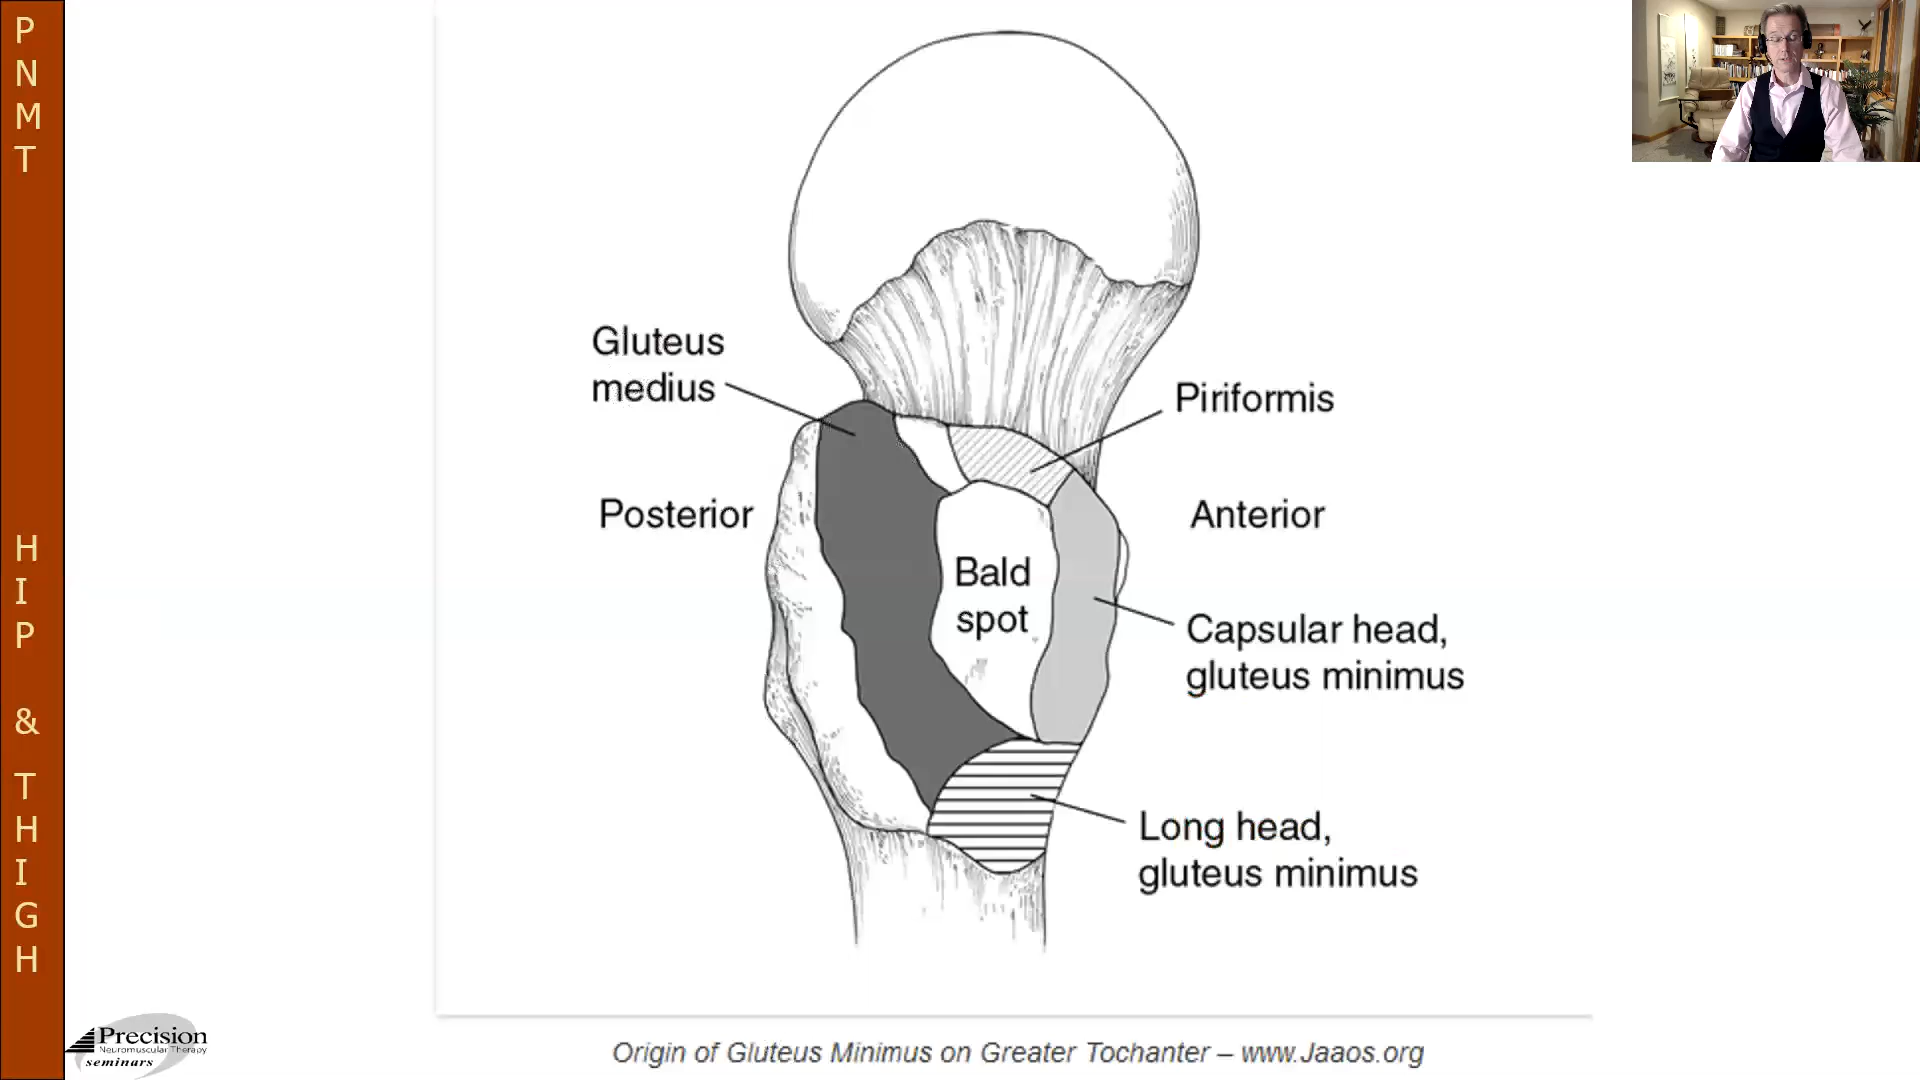 P
N
M
T
H
I
P
&
T
H
I
G
H
Gluteus
medius
Piriformis
Posterior
Anterior
Bald
spot
Capsular head,
gluteus minimus
Long head,
gluteus minimus
Precision
Neuromuscular Therapy
seminars
Origin of Gluteus Minimus on Greater Tochanter – www.Jaaos.org